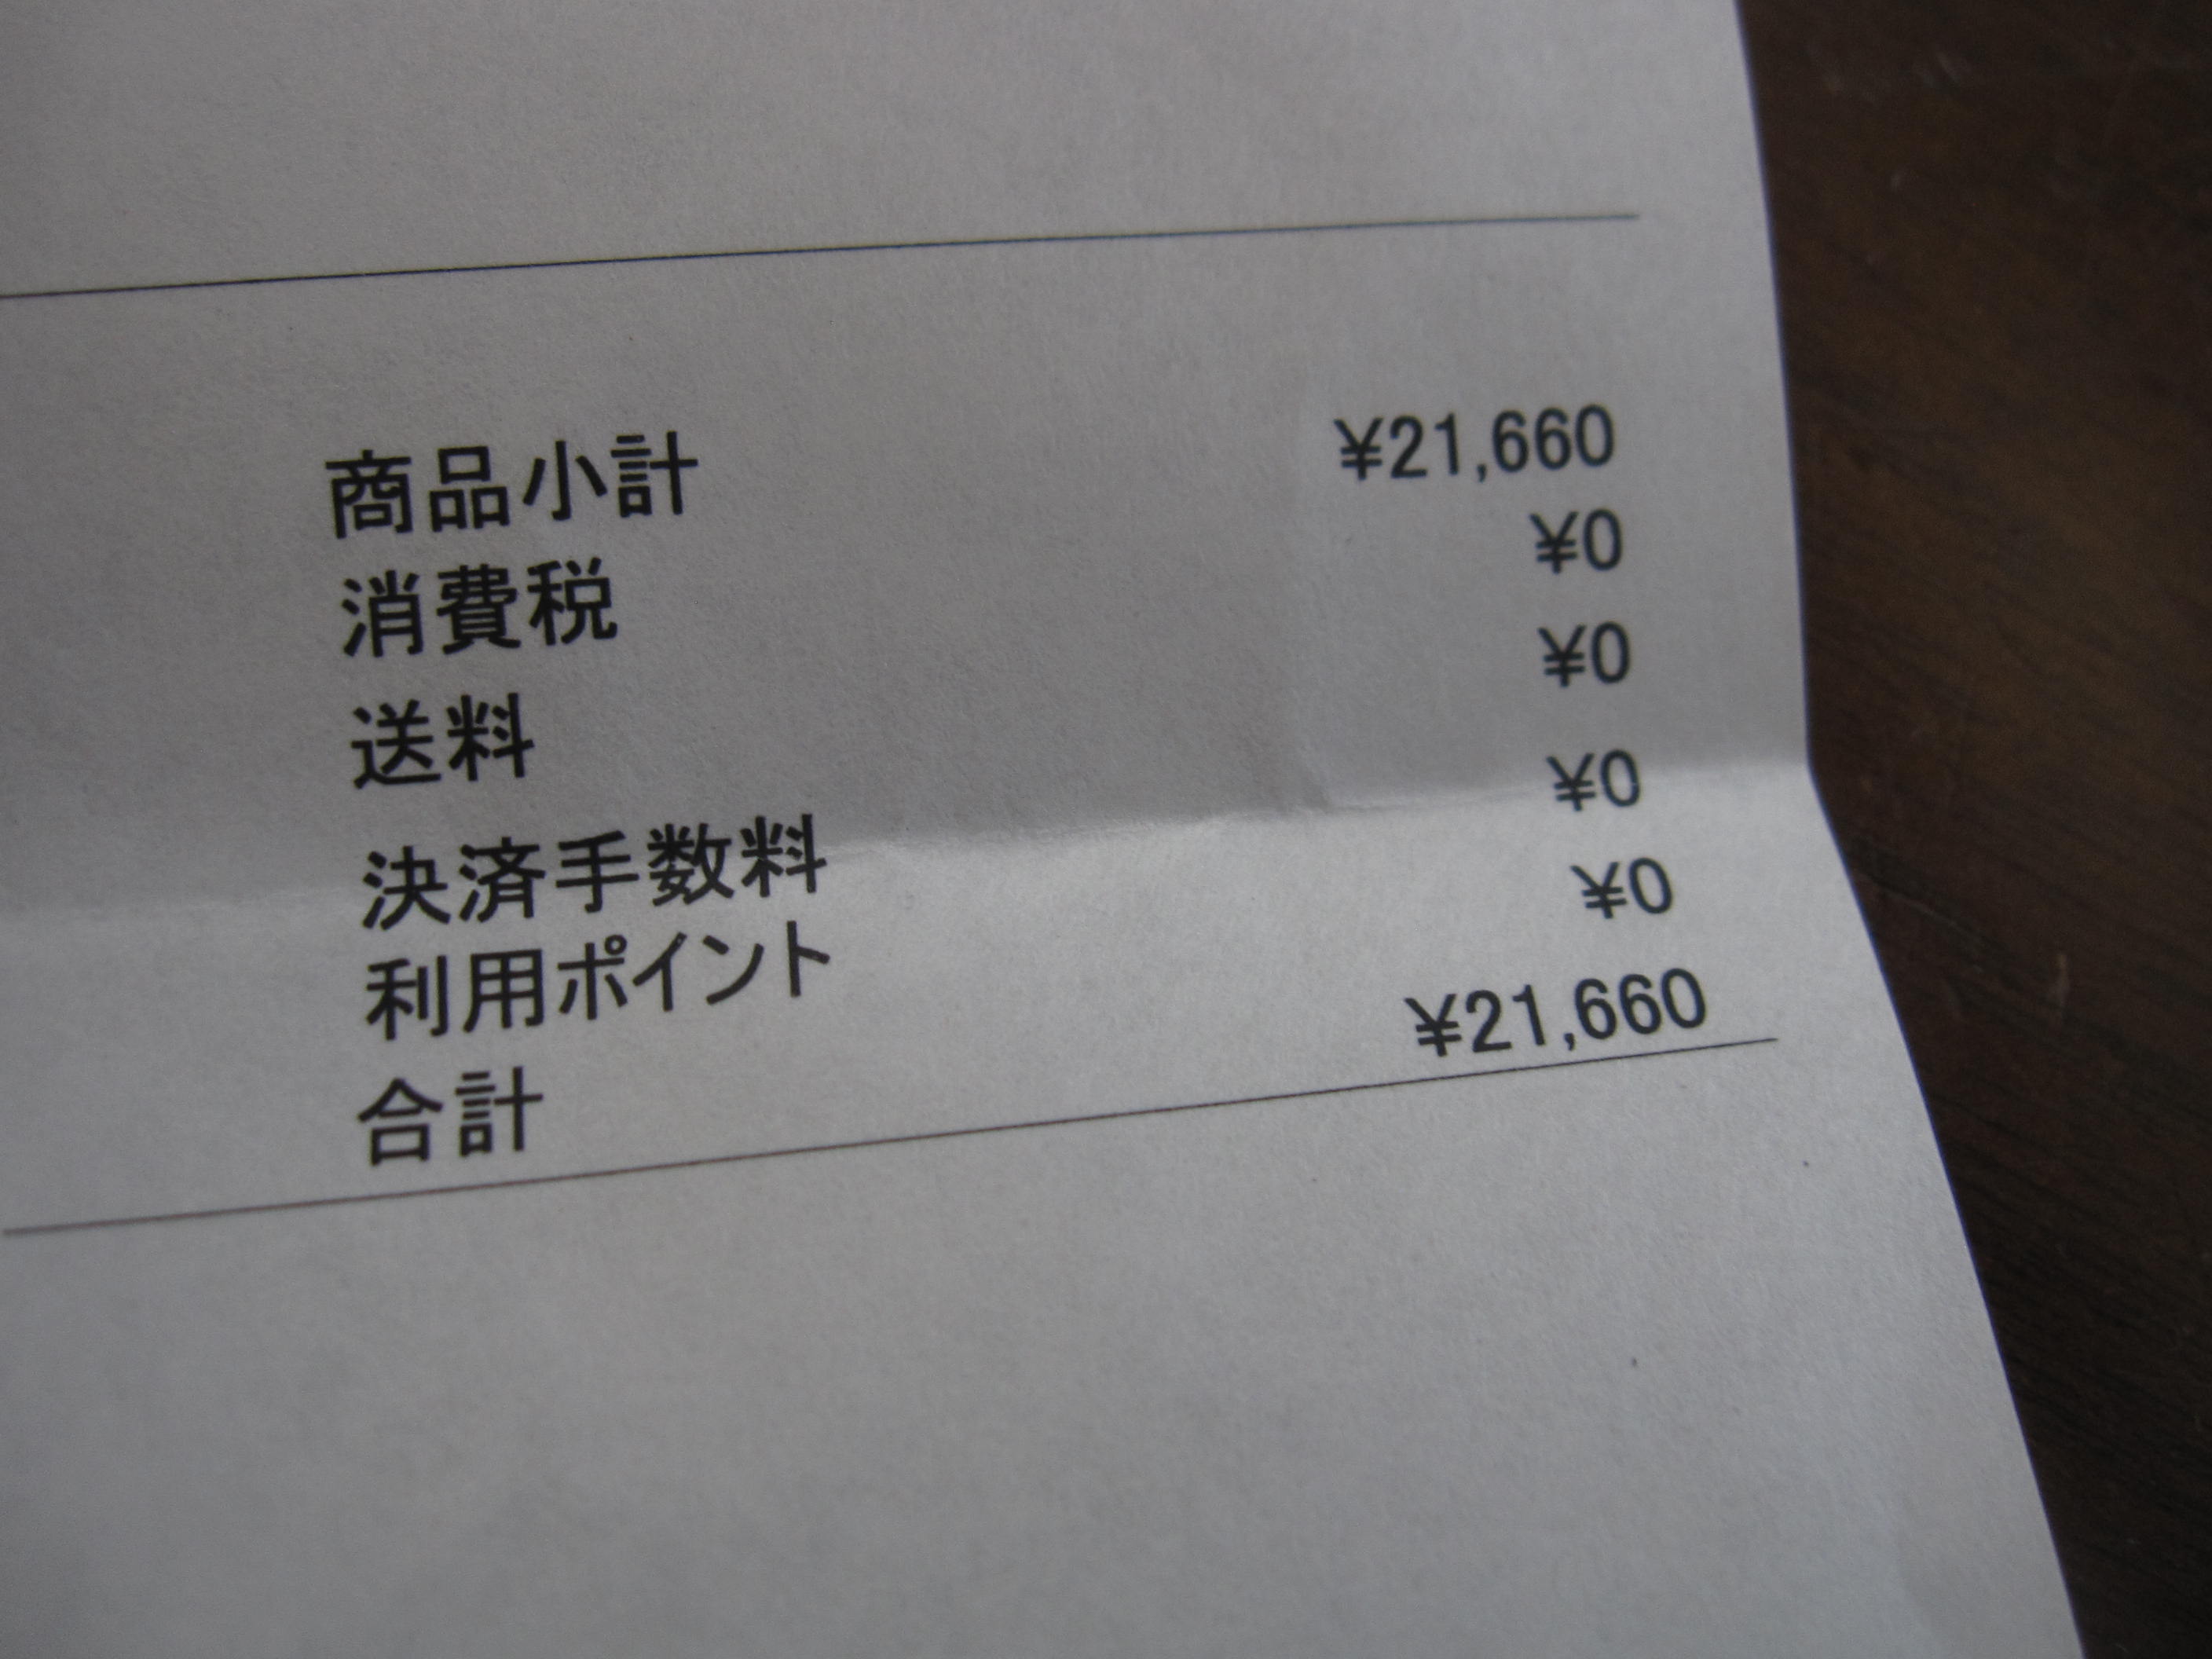 商品小計 ¥21,660
消費税 ¥0
送料 ¥0
決済手数料 ¥0
利用ポイント ¥0
合計 ¥21,660